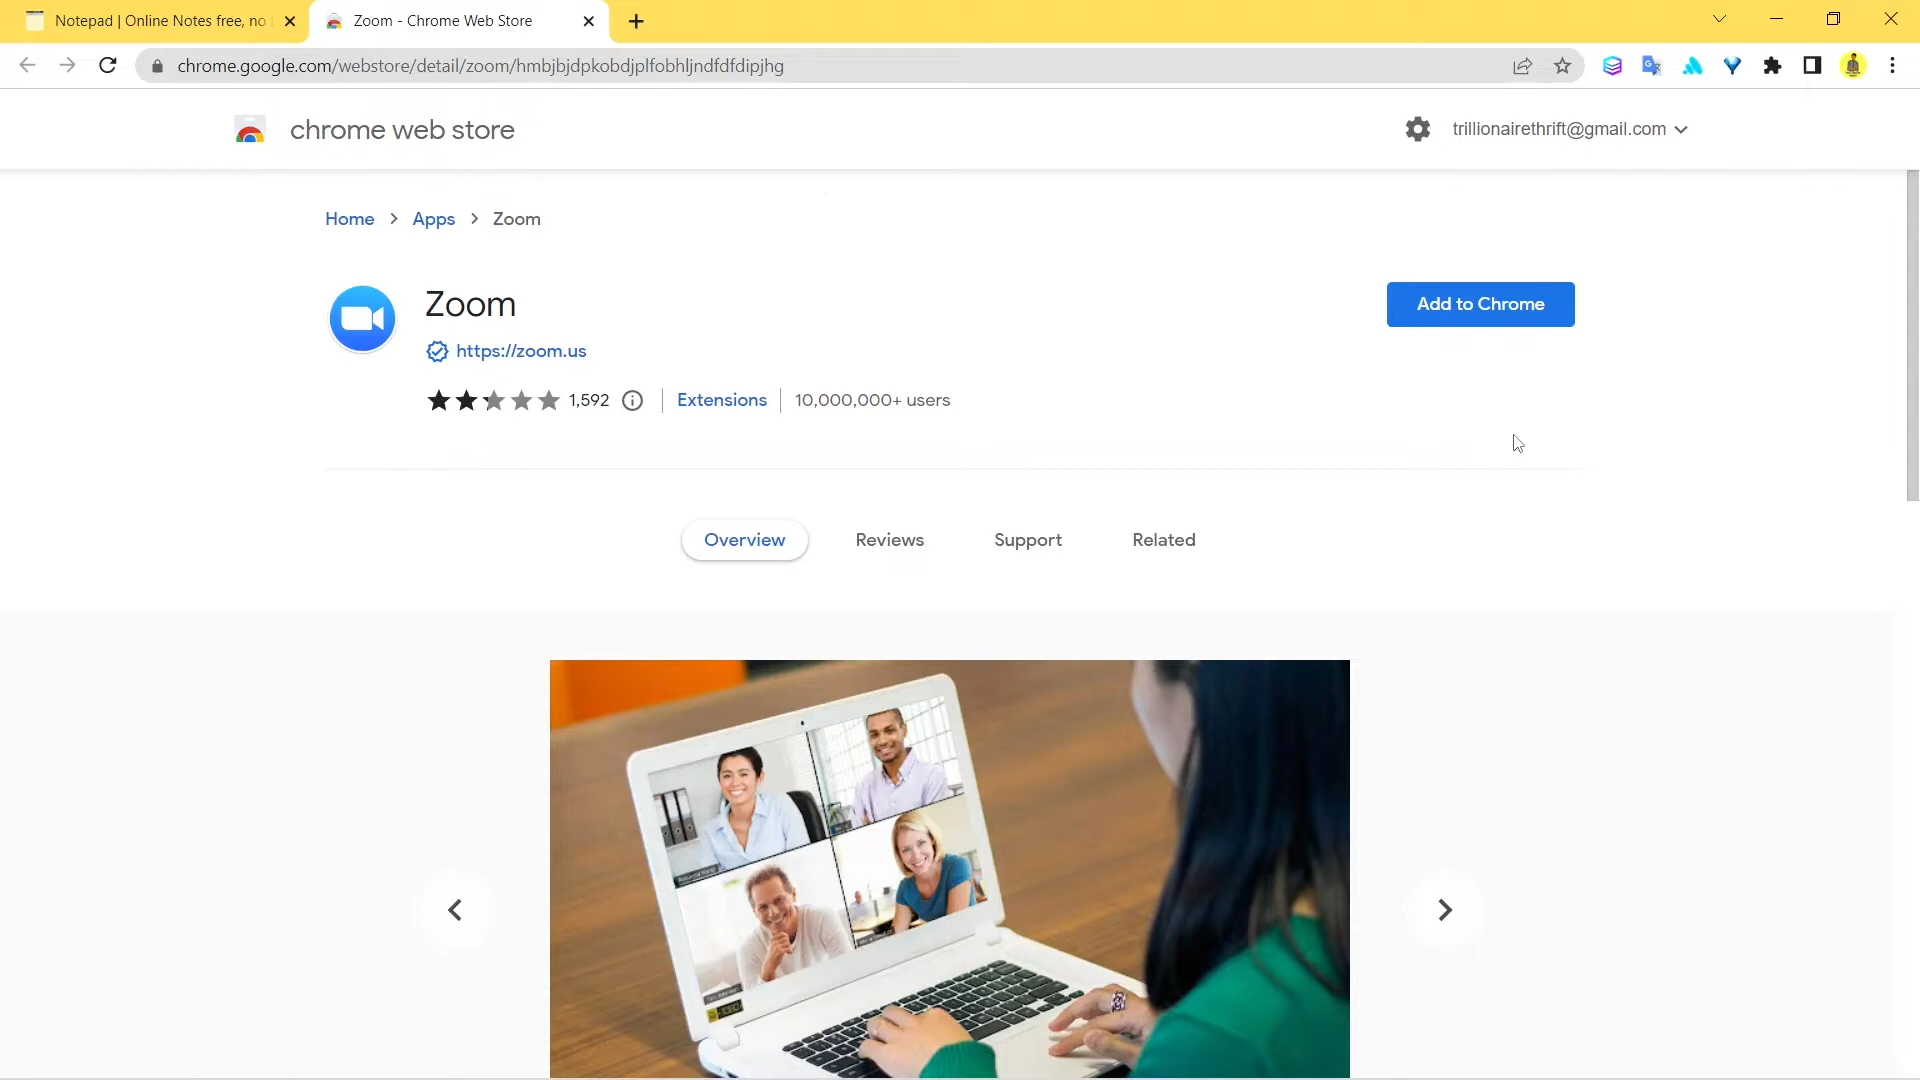 Notepad | Online Notes free, no
Zoom - Chrome Web Store
chrome.google.com/webstore/detail/zoom/hmbjbjdpkobdjplfobhljndfdfdipjhg
chrome web store
trillionairethrift@gmail.com
Home > Apps > Zoom
Zoom
Add to Chrome
https://zoom.us
1,592
Extensions
10,000,000+ users
Overview
Reviews
Support
Related